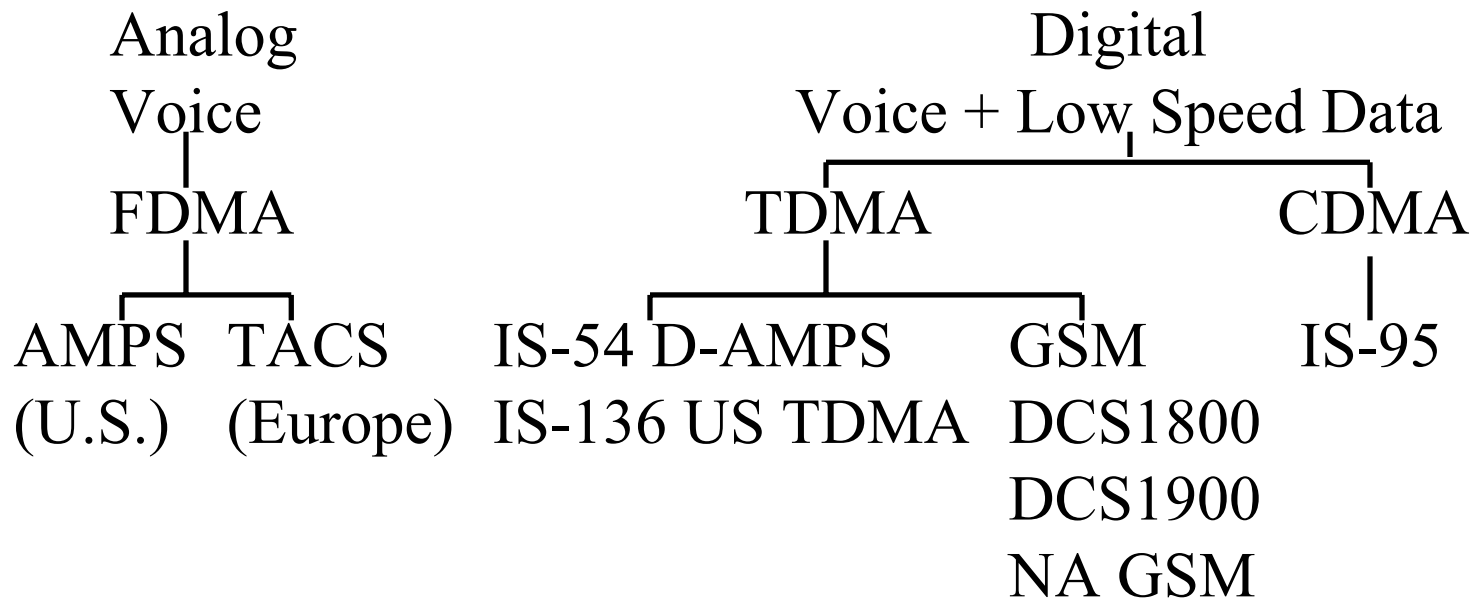 Analog
Voice
FDMA
AMPS
(U.S.)
TACS
(Europe)
Digital
Voice + Low Speed Data
TDMA
IS-54 D-AMPS
IS-136 US TDMA
GSM
DCS1800
DCS1900
NA GSM
CDMA
IS-95